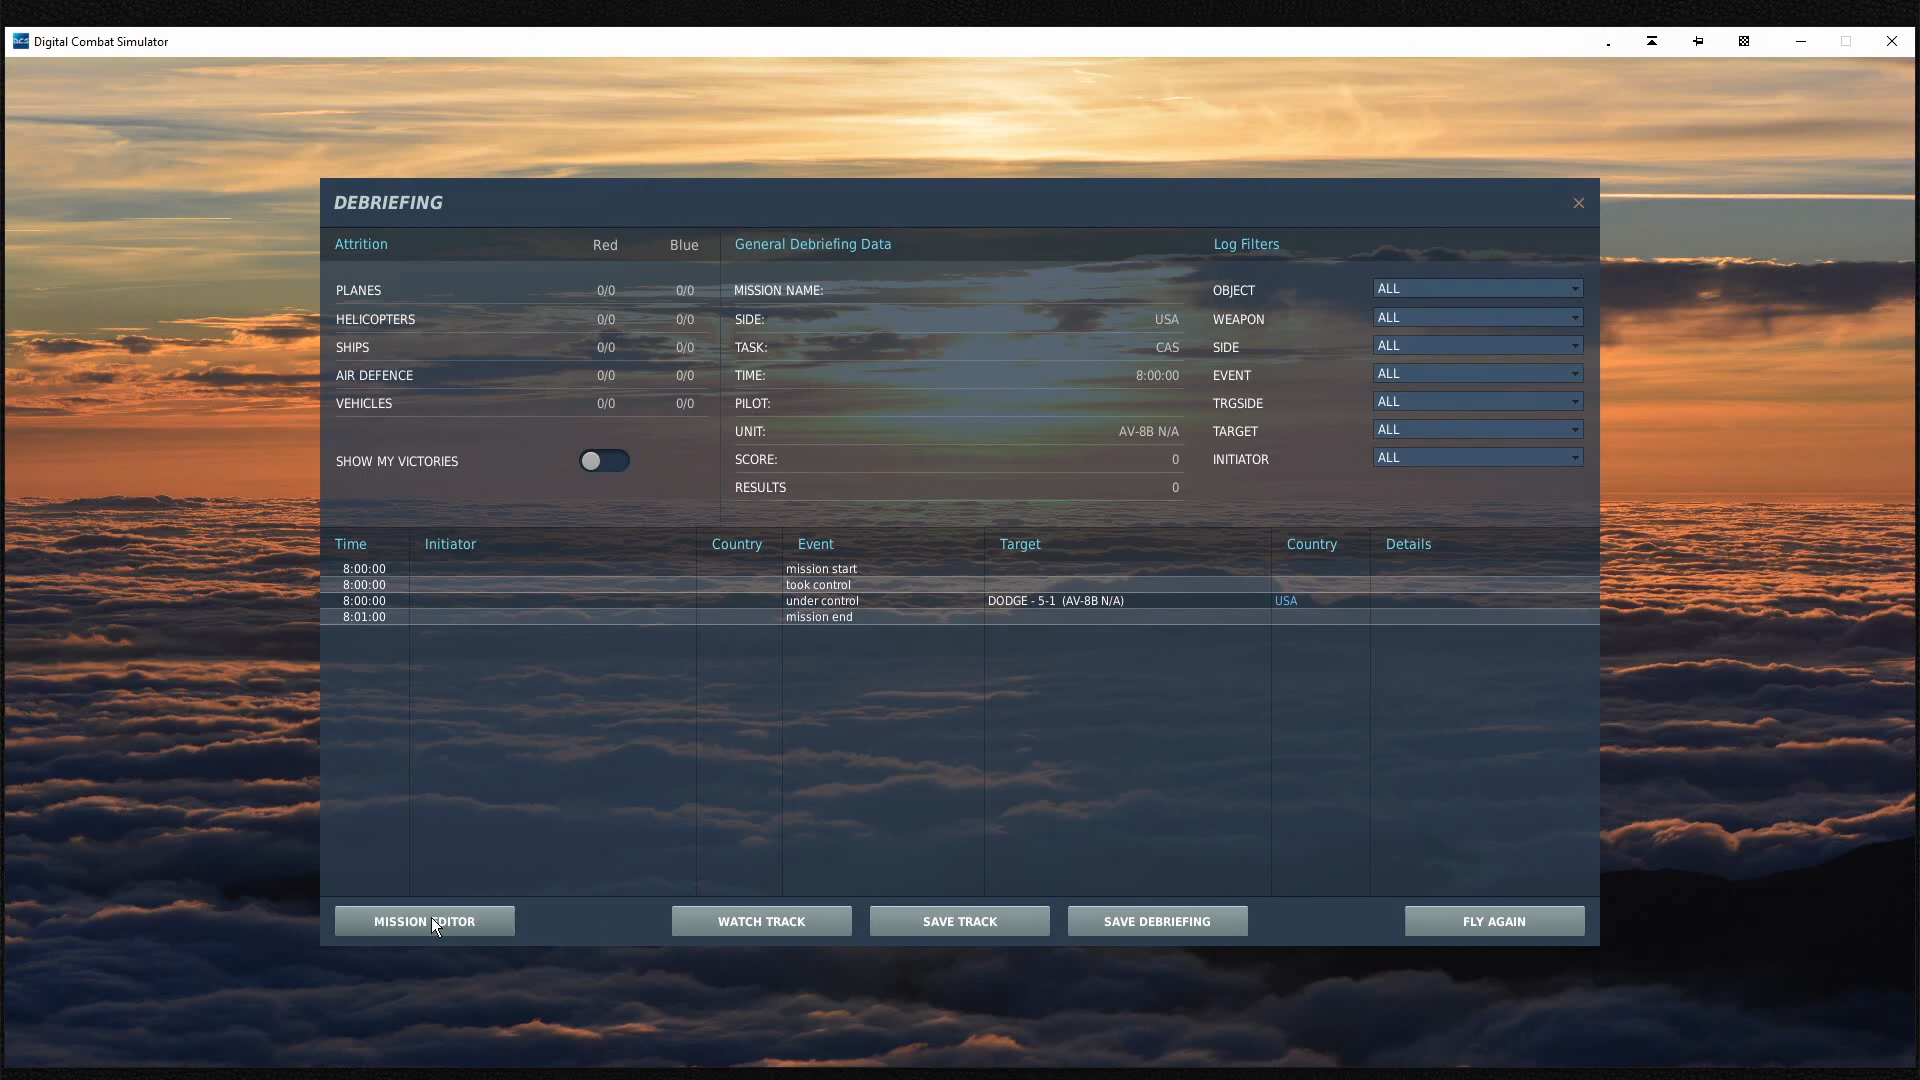 Digital Combat Simulator
DEBRIEFING
Attrition Red Blue General Debriefing Data Log Filters
PLANES 0/0 0/0 MISSION NAME: OBJECT ALL
HELICOPTERS 0/0 0/0 SIDE: USA WEAPON ALL
SHIPS 0/0 0/0 TASK: CAS SIDE ALL
AIR DEFENCE 0/0 0/0 TIME: 8:00:00 EVENT ALL
VEHICLES 0/0 0/0 PILOT: TRGSIDE ALL
UNIT: AV-8B N/A TARGET ALL
SHOW MY VICTORIES SCORE: 0 INITIATOR ALL
RESULTS 0
Time Initiator Country Event Target Country Details
8:00:00 mission start
8:00:00 took control
8:00:00 under control DODGE - 5-1 (AV-8B N/A) USA
8:01:00 mission end
MISSION EDITOR WATCH TRACK SAVE TRACK SAVE DEBRIEFING FLY AGAIN